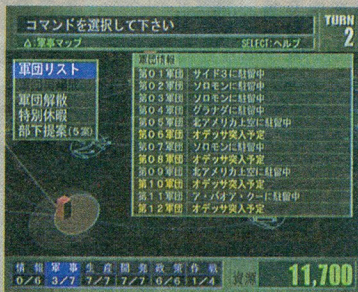 コマンドを選択して下さい
TURN
2
△:軍事マップ
SELECT:ヘルプ
軍団リスト
軍団解散
特別休暇
部下提案(5案)
軍団情報
第01軍団 サイド3に駐留中
第02軍団 ソロモンに駐留中
第03軍団 ソロモンに駐留中
第04軍団 グラナダに駐留中
第05軍団 北アメリカ上空に駐留中
第06軍団 オデッサ突入予定
第07軍団 ソロモンに駐留中
第08軍団 オデッサ突入予定
第09軍団 北アメリカ上空に駐留中
第10軍団 オデッサ突入予定
第11軍団 ア・バオア・クーに駐留中
第12軍団 オデッサ突入予定
情報 軍事 生産 開発 政策 作戦
0/6 3/7 7/7 7/7 6/6 1/4
資源 11,700